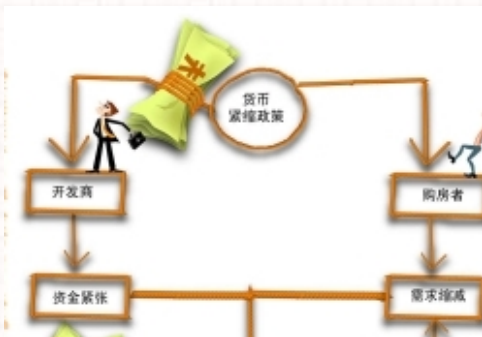 货币
紧缩政策
开发商
购房者
资金紧张
需求缩减